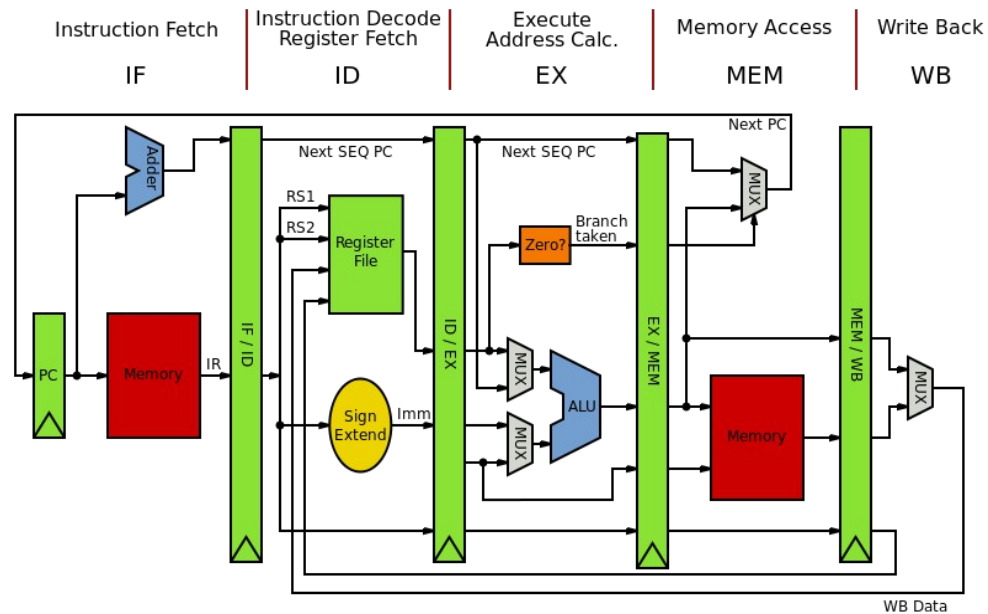 Instruction Fetch
Instruction Decode
Register Fetch
Execute
Address Calc.
Memory Access
Write Back
IF
ID
EX
MEM
WB
Next PC
Adder
Next SEQ PC
Next SEQ PC
MUX
RS1
RS2
Register
File
Branch
taken
Zero?
IF / ID
ID / EX
EX / MEM
MEM / WB
PC
Memory
IR
MUX
ALU
MUX
Sign
Extend
Imm
MUX
Memory
WB Data